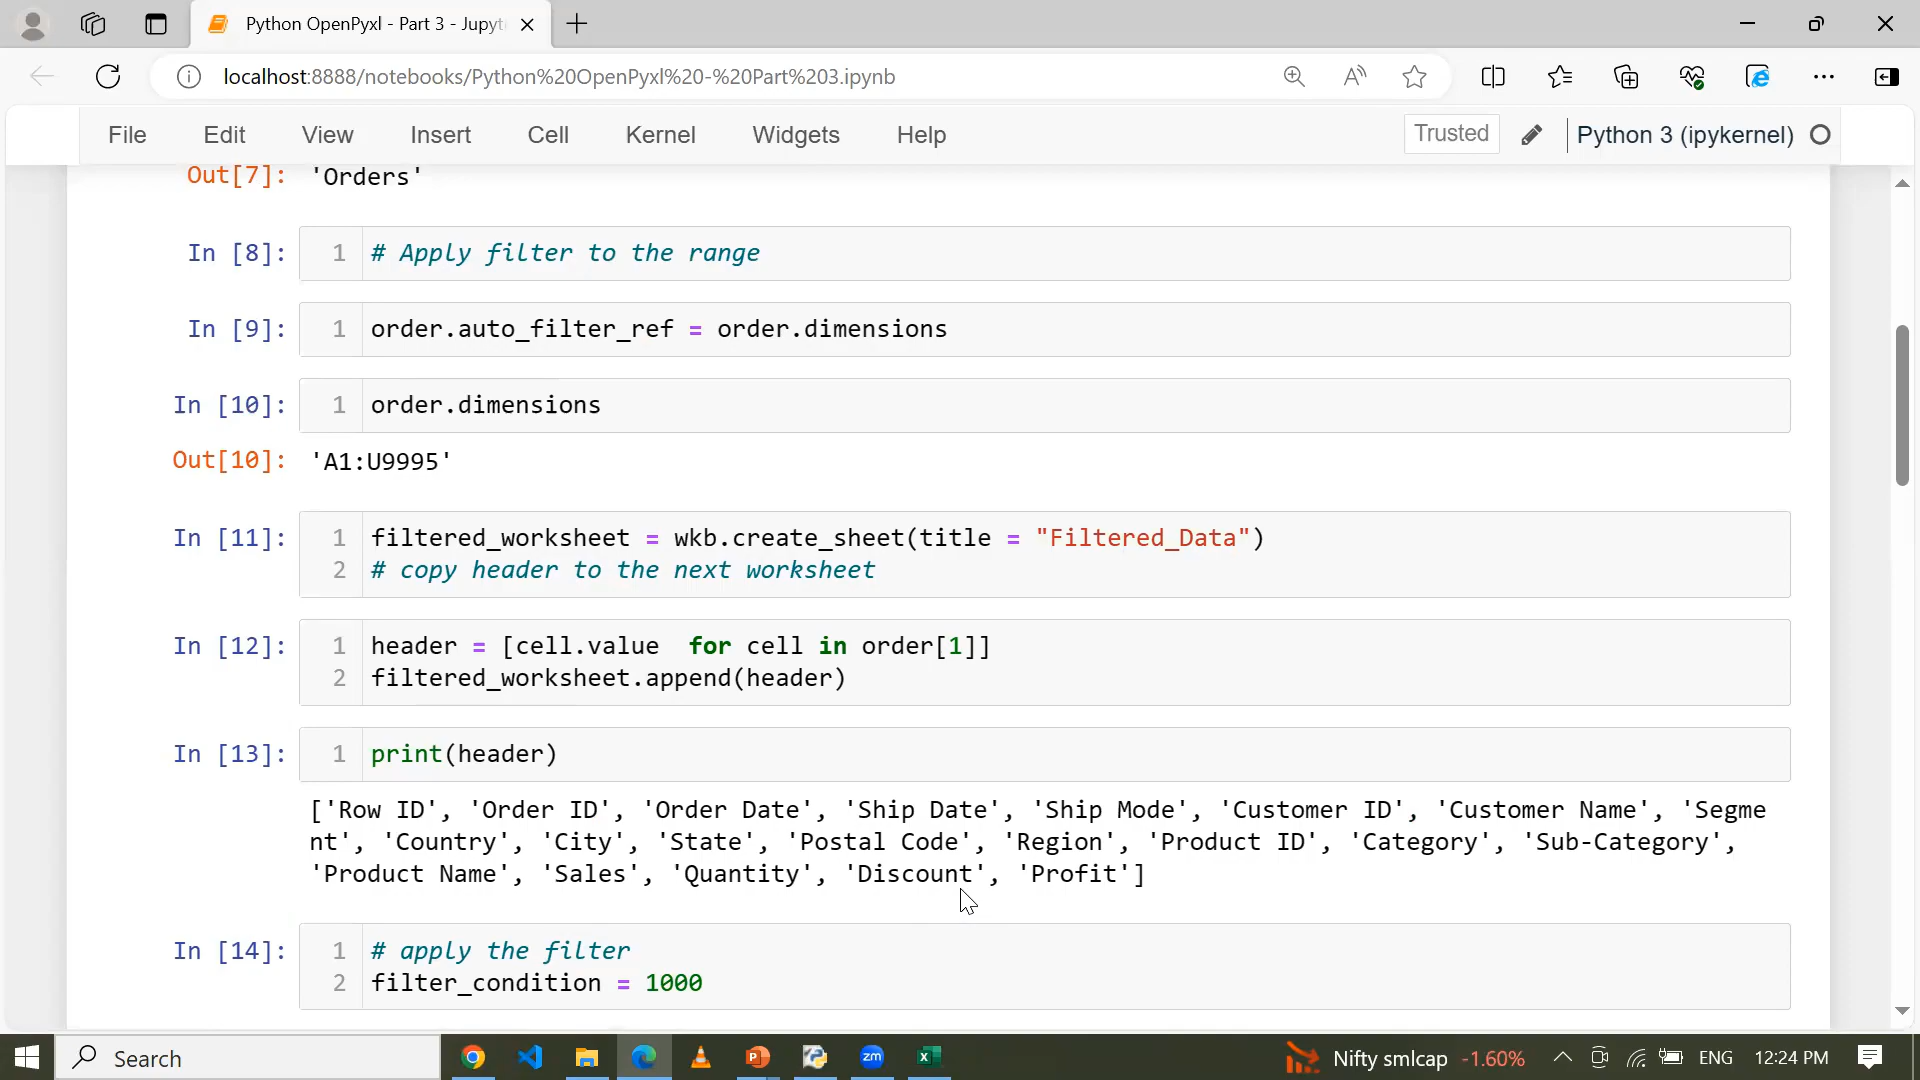 Python OpenPyxl - Part 3 - Jupyt
localhost:8888/notebooks/Python%20OpenPyxl%20-%20Part%203.ipynb
File Edit View Insert Cell Kernel Widgets Help Trusted Python 3 (ipykernel)
Out[7]: 'Orders'
In [8]: 1 # Apply filter to the range
In [9]: 1 order.auto_filter_ref = order.dimensions
In [10]: 1 order.dimensions
Out[10]: 'A1:U9995'
In [11]: 1 filtered_worksheet = wkb.create_sheet(title = "Filtered_Data")
2 # copy header to the next worksheet
In [12]: 1 header = [cell.value  for cell in order[1]]
2 filtered_worksheet.append(header)
In [13]: 1 print(header)
['Row ID', 'Order ID', 'Order Date', 'Ship Date', 'Ship Mode', 'Customer ID', 'Customer Name', 'Segme
nt', 'Country', 'City', 'State', 'Postal Code', 'Region', 'Product ID', 'Category', 'Sub-Category',
'Product Name', 'Sales', 'Quantity', 'Discount', 'Profit']
In [14]: 1 # apply the filter
2 filter_condition = 1000
Search zm Nifty smlcap -1.60% ENG 12:24 PM